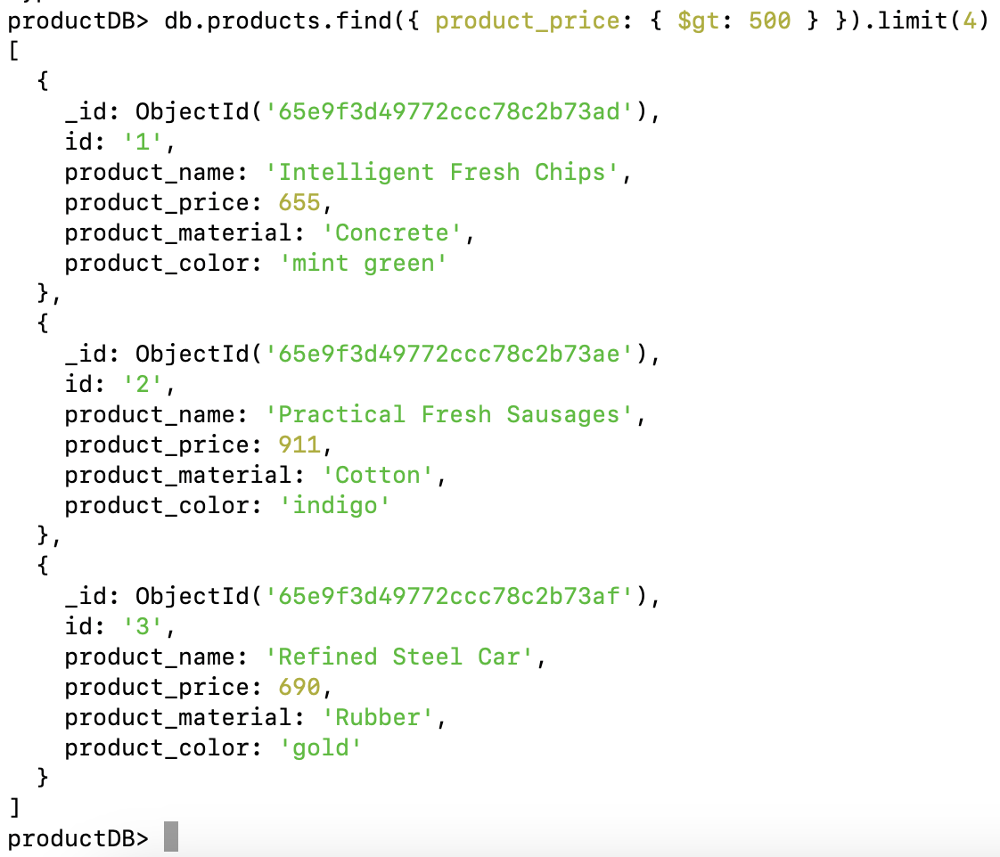 productDB> db.products.find({ product_price: { $gt: 500 } }).limit(4)
[
  {
    _id: ObjectId('65e9f3d49772ccc78c2b73ad'),
    id: '1',
    product_name: 'Intelligent Fresh Chips',
    product_price: 655,
    product_material: 'Concrete',
    product_color: 'mint green'
  },
  {
    _id: ObjectId('65e9f3d49772ccc78c2b73ae'),
    id: '2',
    product_name: 'Practical Fresh Sausages',
    product_price: 911,
    product_material: 'Cotton',
    product_color: 'indigo'
  },
  {
    _id: ObjectId('65e9f3d49772ccc78c2b73af'),
    id: '3',
    product_name: 'Refined Steel Car',
    product_price: 690,
    product_material: 'Rubber',
    product_color: 'gold'
  }
]
productDB>